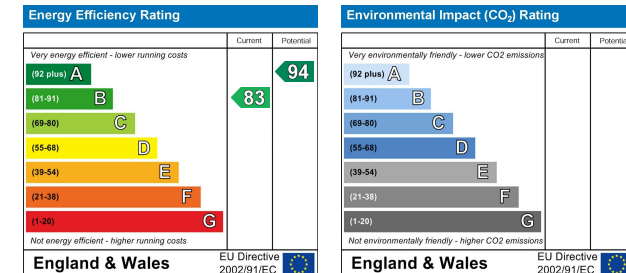 Energy Efficiency Rating
Current Potential
Very energy efficient - lower running costs
(92 plus) A
94
(81-91) B
83
(69-80) C
(55-68) D
(39-54) E
(21-38) F
(1-20) G
Not energy efficient - higher running costs
England & Wales
EU Directive
2002/91/EC
Environmental Impact (CO₂) Rating
Current Potential
Very environmentally friendly - lower CO2 emissions
(92 plus) A
(81-91) B
(69-80) C
(55-68) D
(39-54) E
(21-38) F
(1-20) G
Not environmentally friendly - higher CO2 emissions
England & Wales
EU Directive
2002/91/EC